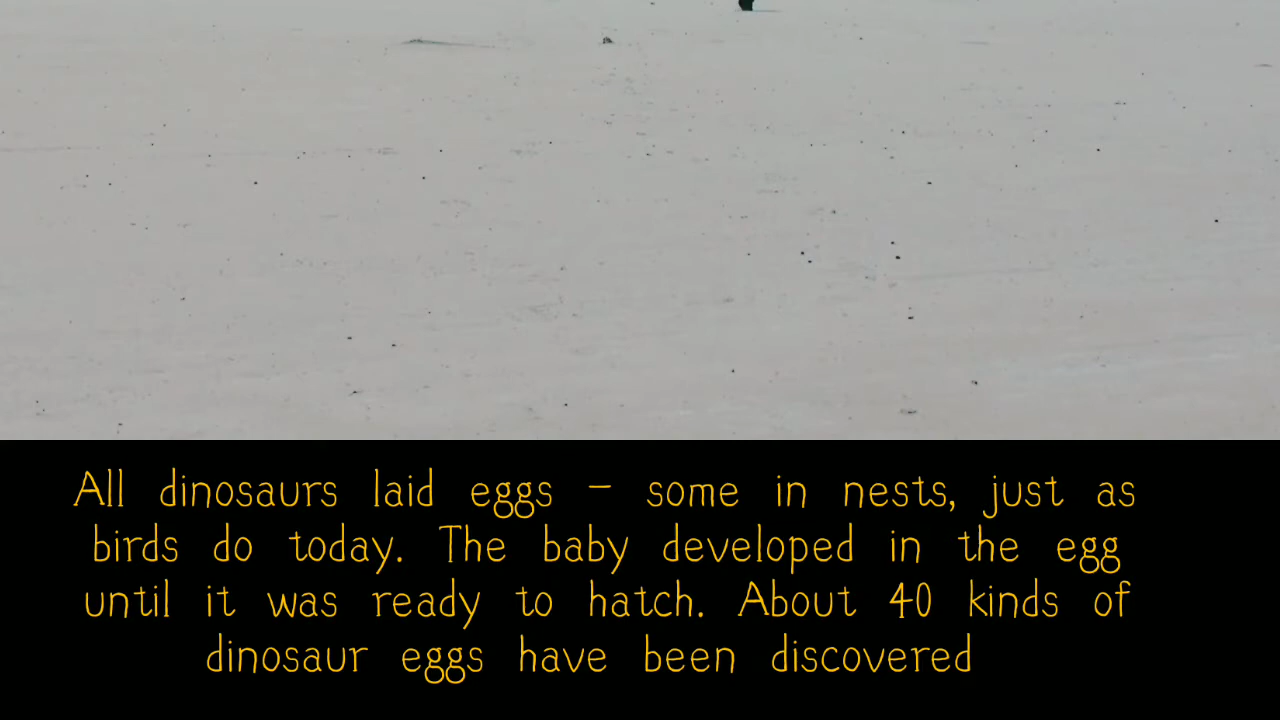 All dinosaurs laid eggs – some in nests, just as
birds do today. The baby developed in the egg
until it was ready to hatch. About 40 kinds of
dinosaur eggs have been discovered